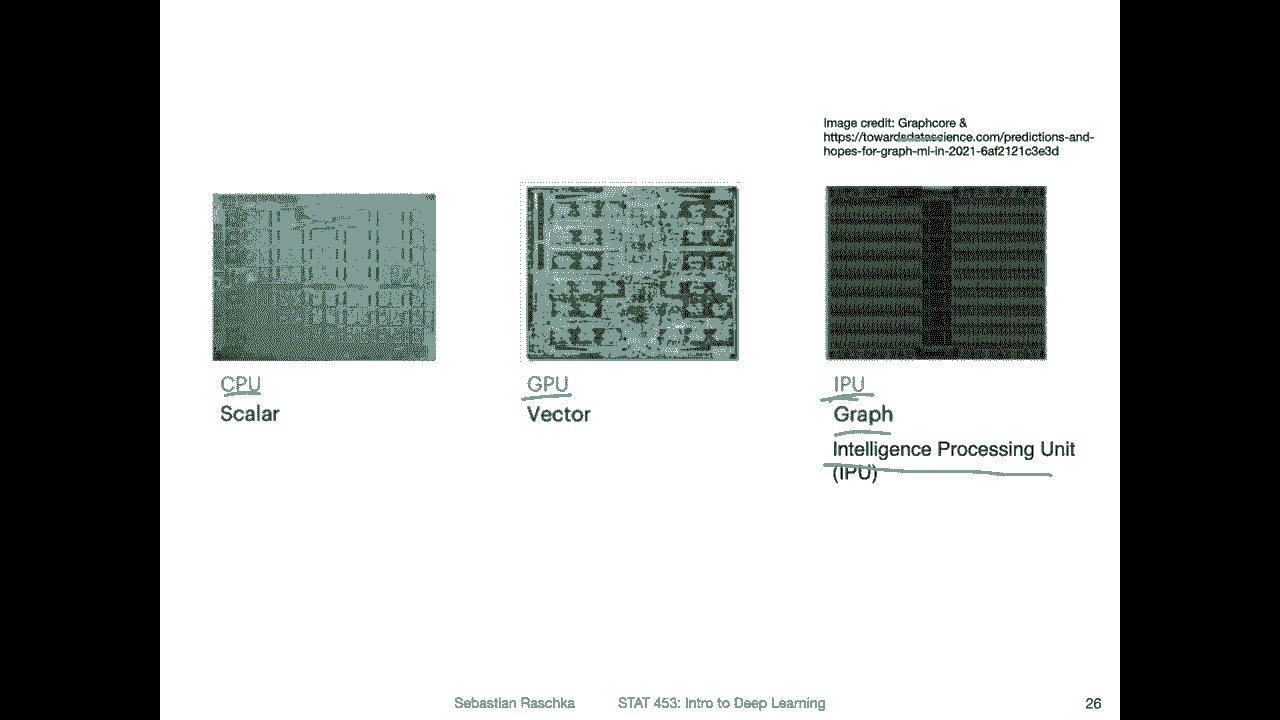 Image credit: Graphcore &
https://towardsdatascience.com/predictions-and-
hopes-for-graph-ml-in-2021-6af2121c3e3d
CPU
Scalar
GPU
Vector
IPU
Graph
Intelligence Processing Unit
(IPU)
Sebastian Raschka
STAT 453: Intro to Deep Learning
26